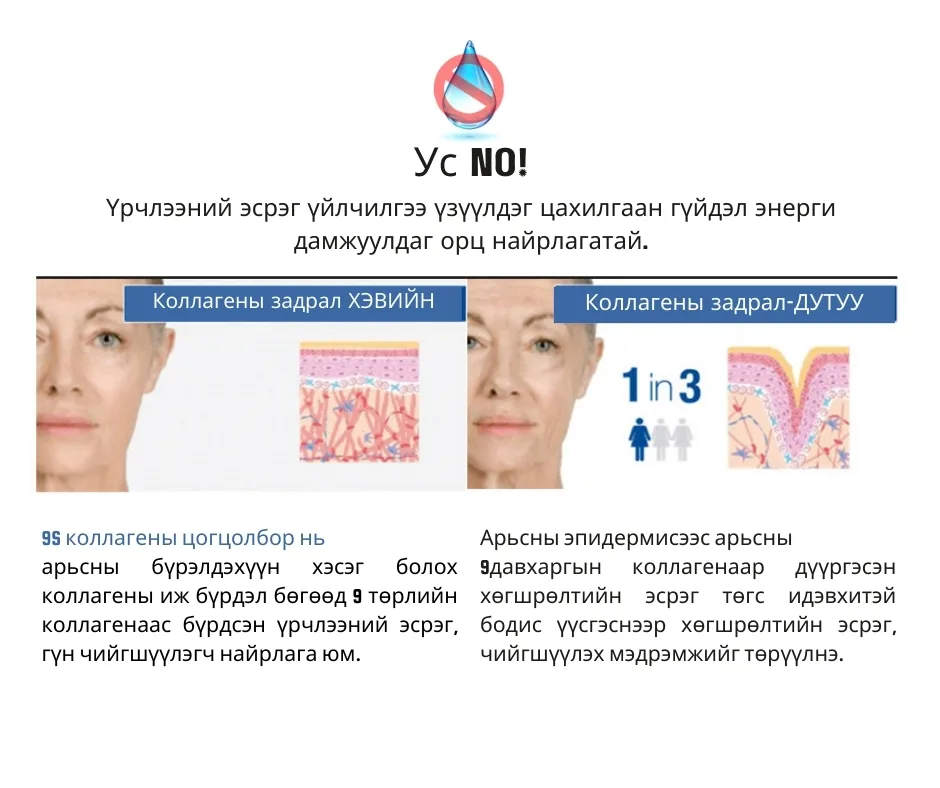 Ус NO!
Үрчлээний эсрэг үйлчилгээ үзүүлдэг цахилгаан гүйдэл энерги
дамжуулдаг орц найрлагатай.
Коллагены задрал ХЭВИЙН
Коллагены задрал-ДУТУУ
1 in 3
9S коллагены цогцолбор нь
арьсны бүрэлдэхүүн хэсэг болох
коллагены иж бүрдэл бөгөөд 9 төрлийн
коллагенаас бүрдсэн үрчлээний эсрэг,
гүн чийгшүүлэгч найрлага юм.
Арьсны эпидермисээс арьсны
9давхаргын коллагенаар дүүргэсэн
хөгшрөлтийн эсрэг төгс идэвхитэй
бодис үүсгэснээр хөгшрөлтийн эсрэг,
чийгшүүлэх мэдрэмжийг төрүүлнэ.